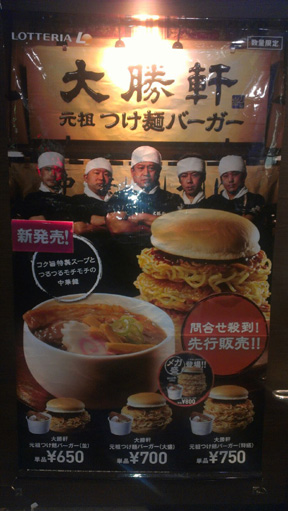 LOTTERIA
数量限定
大勝軒
元祖 つけ麺バーガー
新発売!
コク旨特製スープと
つるつるモチモチの
中華麺
問合せ殺到!
先行販売!!
登場!!
大勝軒
元祖つけ麺バーガー(並)
単品 ¥650
大勝軒
元祖つけ麺バーガー(大盛)
単品 ¥700
大勝軒
元祖つけ麺バーガー(特盛)
単品 ¥750